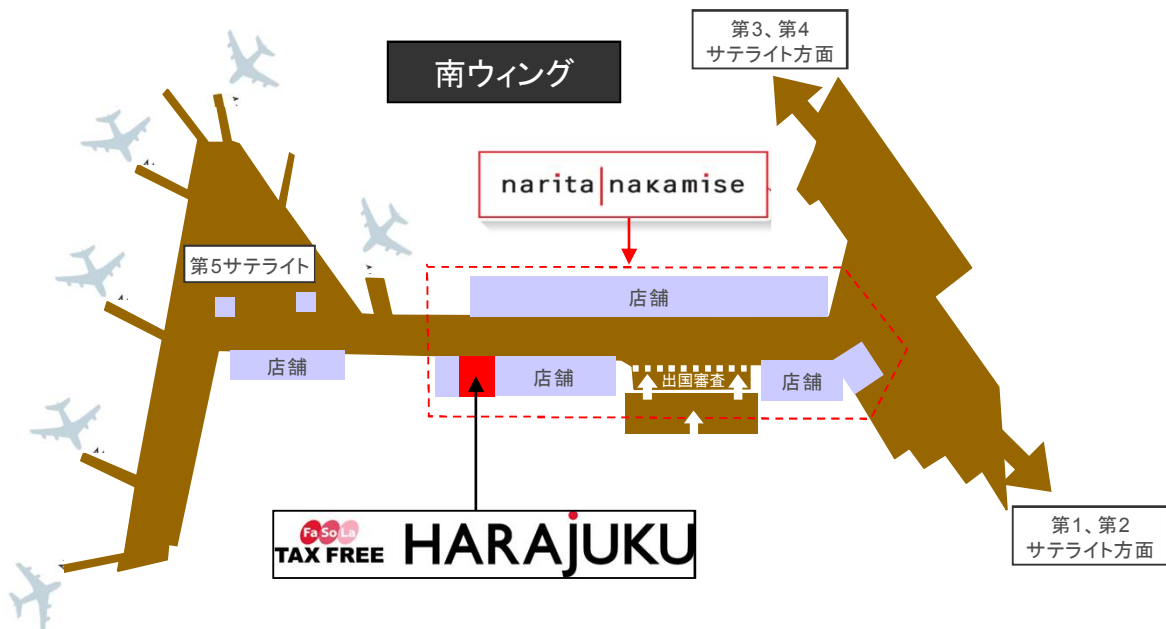 第3、第4
サテライト方面
南ウィング
narita nakamise
第5サテライト
店舗
店舗
店舗
出国審査
店舗
Fa So La
TAX FREE
HARAjUKU
第1、第2
サテライト方面